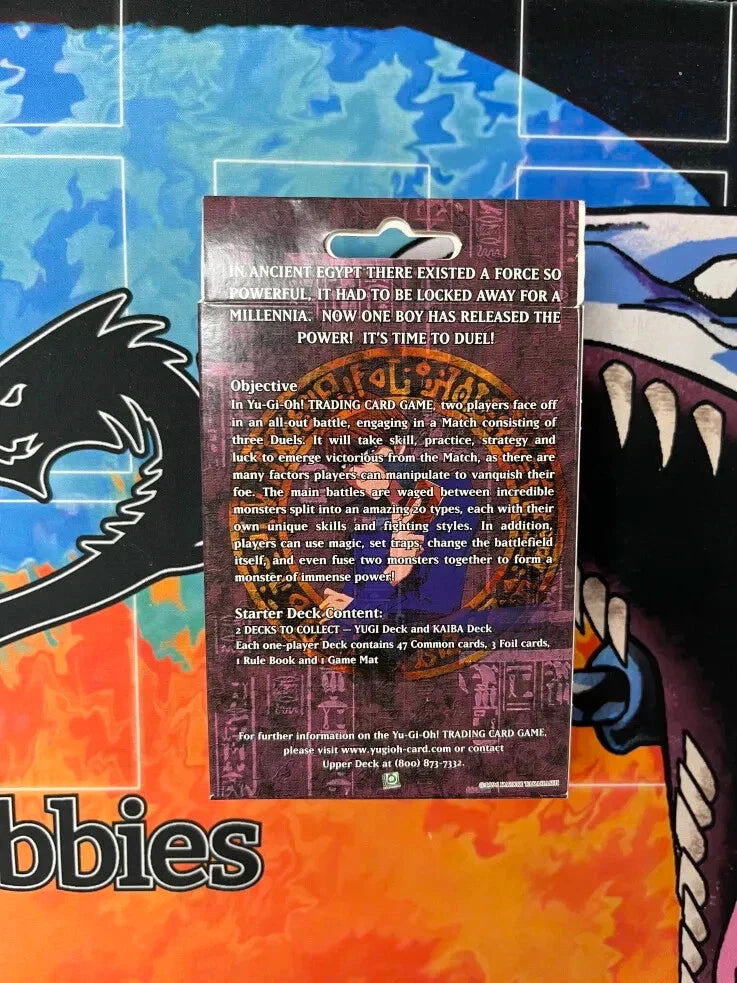 IN ANCIENT EGYPT THERE EXISTED A FORCE SO
POWERFUL, IT HAD TO BE LOCKED AWAY FOR A
MILLENNIA. NOW ONE BOY HAS RELEASED THE
POWER! IT'S TIME TO DUEL!
Objective
In Yu-Gi-Oh! TRADING CARD GAME, two players face off
in an all out battle, engaging in a Match consisting of
three Duels. It will take skill, practice, strategy and
luck to emerge victorious from the Match, as there are
many factors players can manipulate to vanquish their
foe. The main battles are waged between incredible
monsters split into an amazing 20 types, each with their
own unique skills and fighting styles. In addition,
players can use magic, set traps, change the battlefield
itself, and even fuse two monsters together to form a
monster of immense power!
Starter Deck Content:
2 DECKS TO COLLECT — YUGI Deck and KAIBA Deck
Each one-player Deck contains 47 Common cards, 3 Foil cards,
1 Rule Book and 1 Game Mat
For further information on the Yu-Gi-Oh! TRADING CARD GAME,
please visit www.yugioh-card.com or contact
Upper Deck at (800) 873-7332.
©1996 KAZUKI TAKAHASHI
bbies